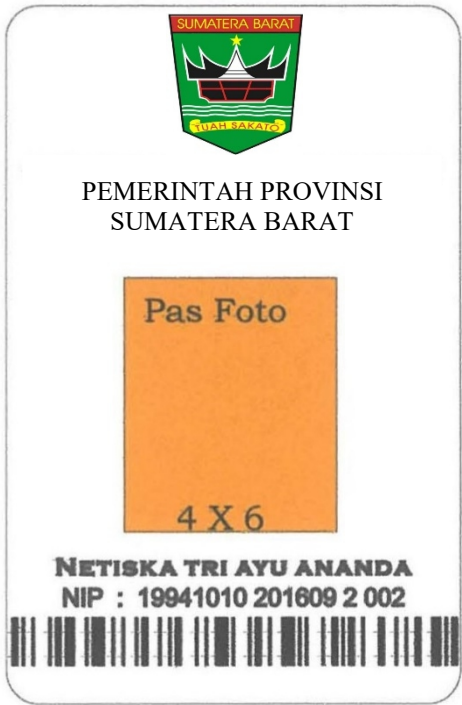 SUMATERA BARAT
TUAH SAKATO
PEMERINTAH PROVINSI
SUMATERA BARAT
Pas Foto
4 X 6
NETISKA TRI AYU ANANDA
NIP : 19941010 201609 2 002